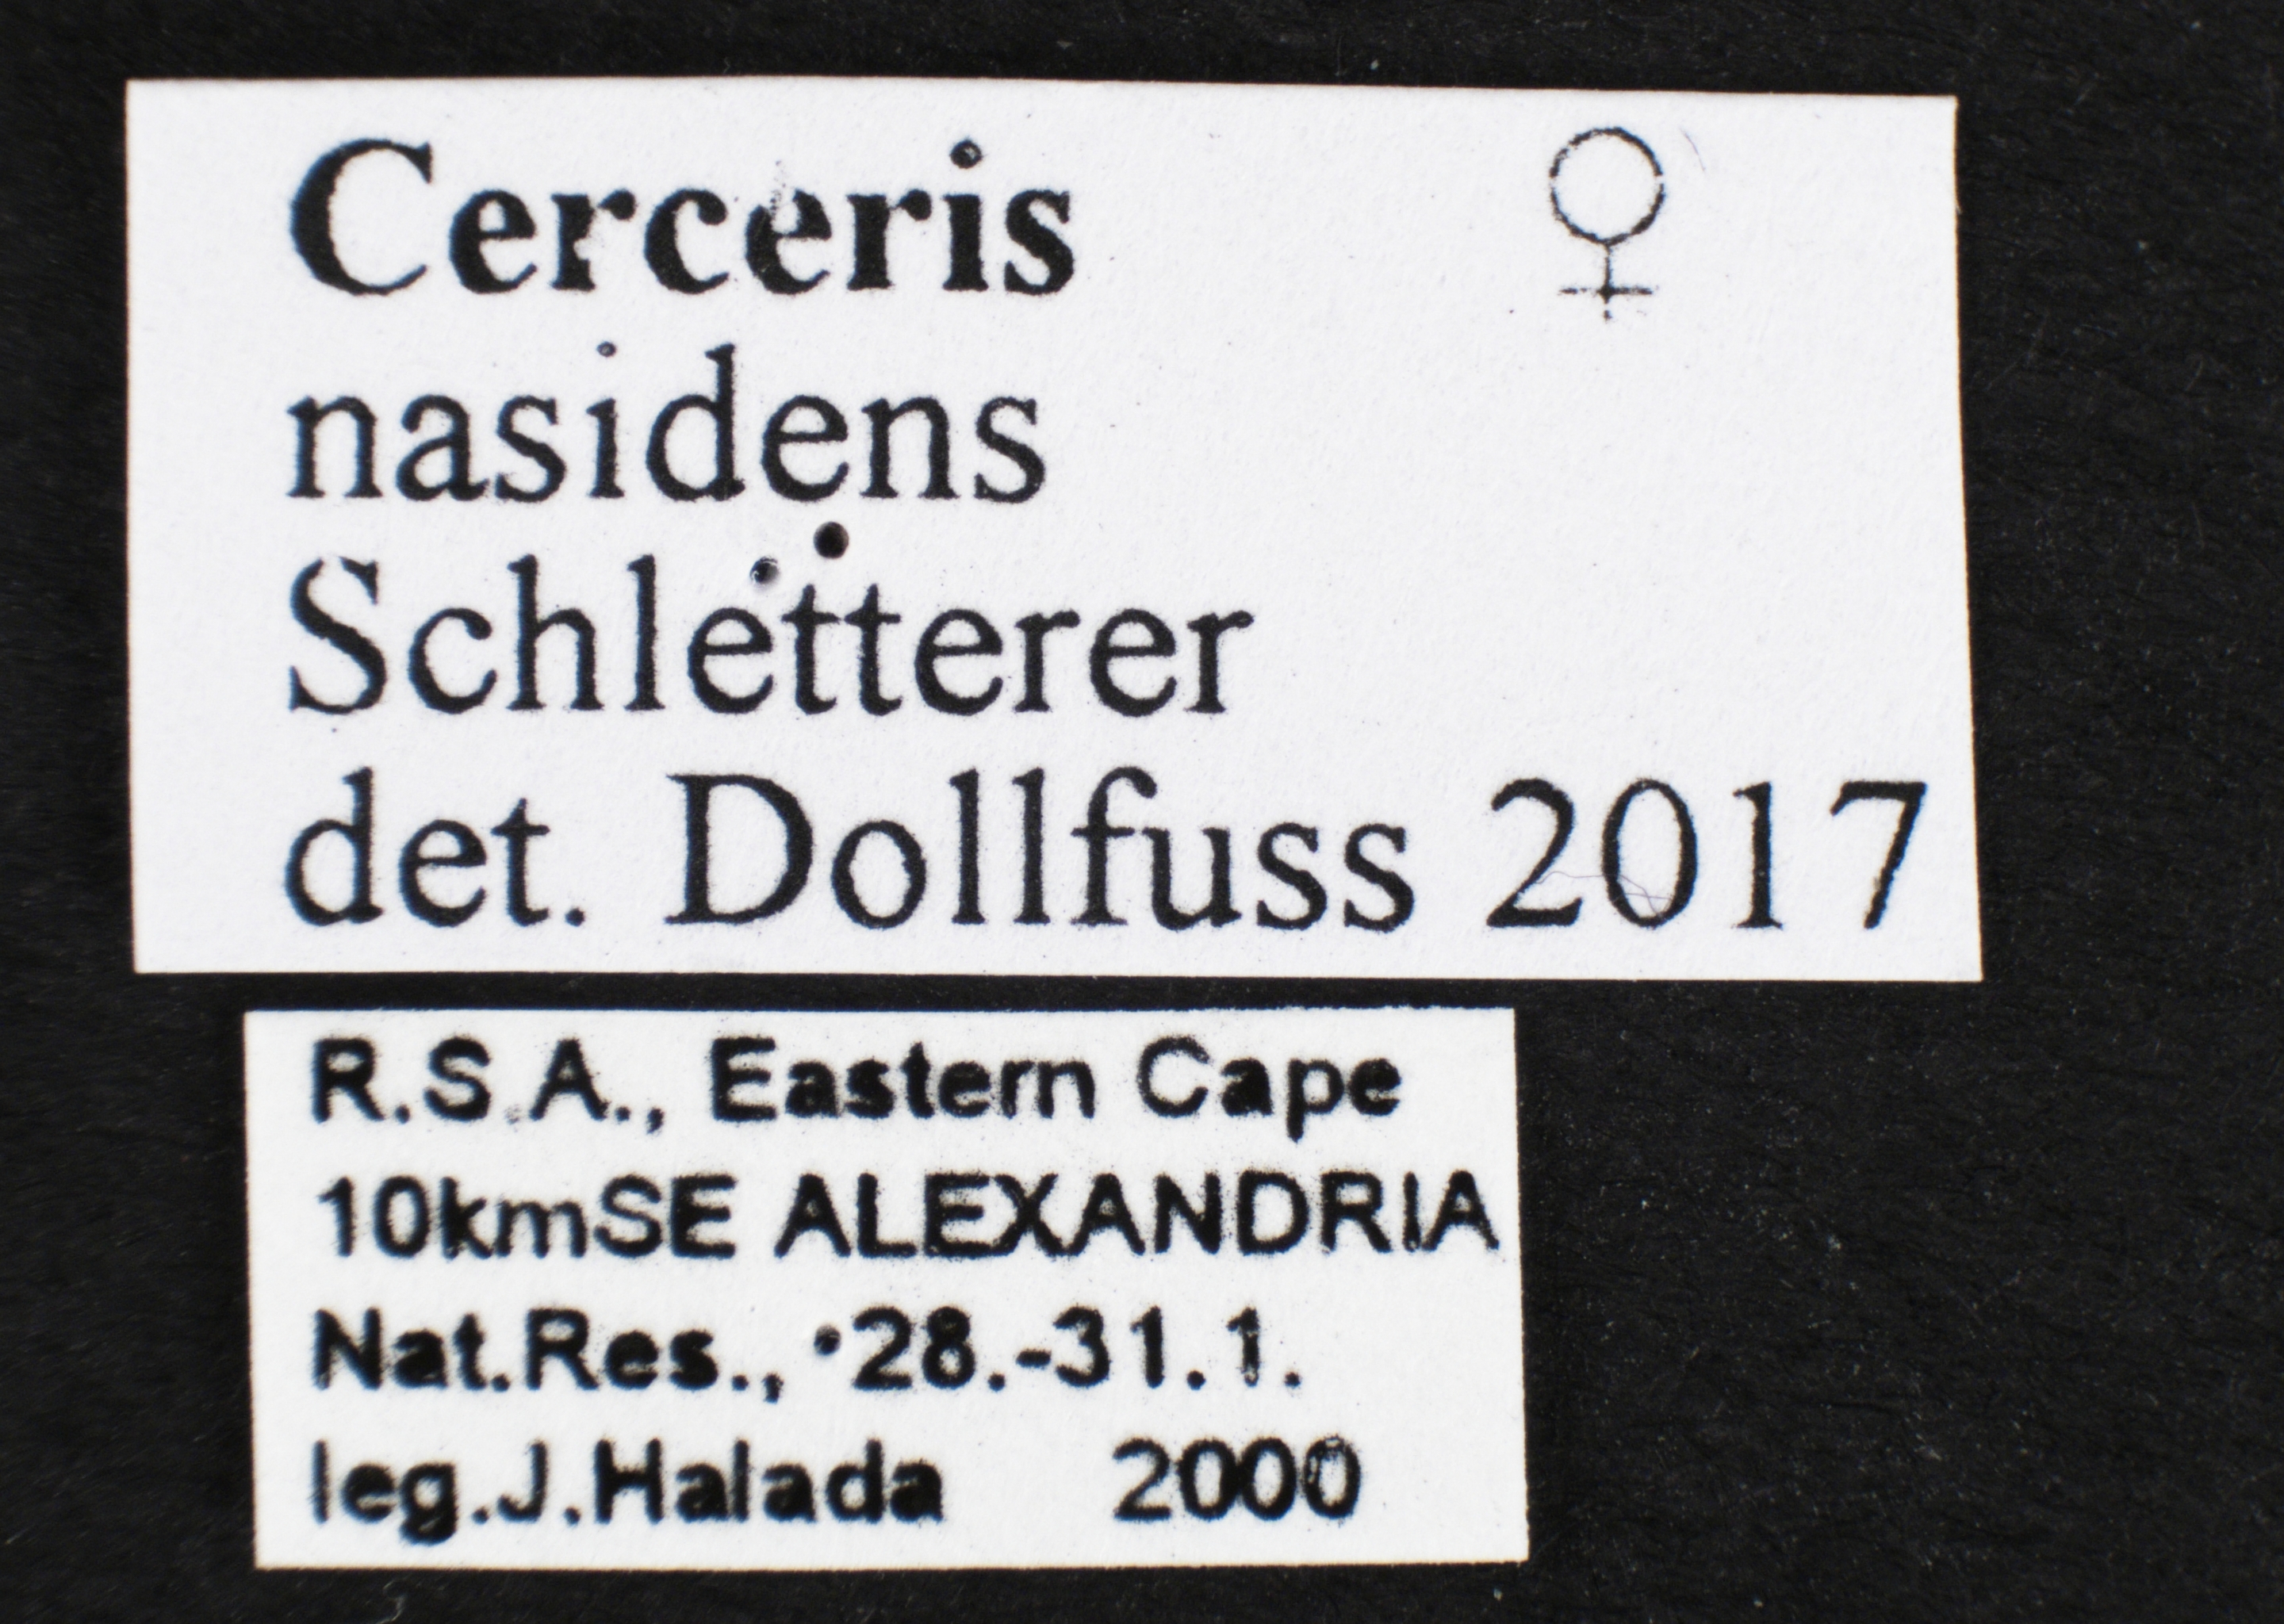 Cerceris ♀
nasidens
Schletterer
det. Dollfuss 2017
R.S.A., Eastern Cape
10kmSE ALEXANDRIA
Nat.Res., 28.-31.1.
leg.J.Halada 2000